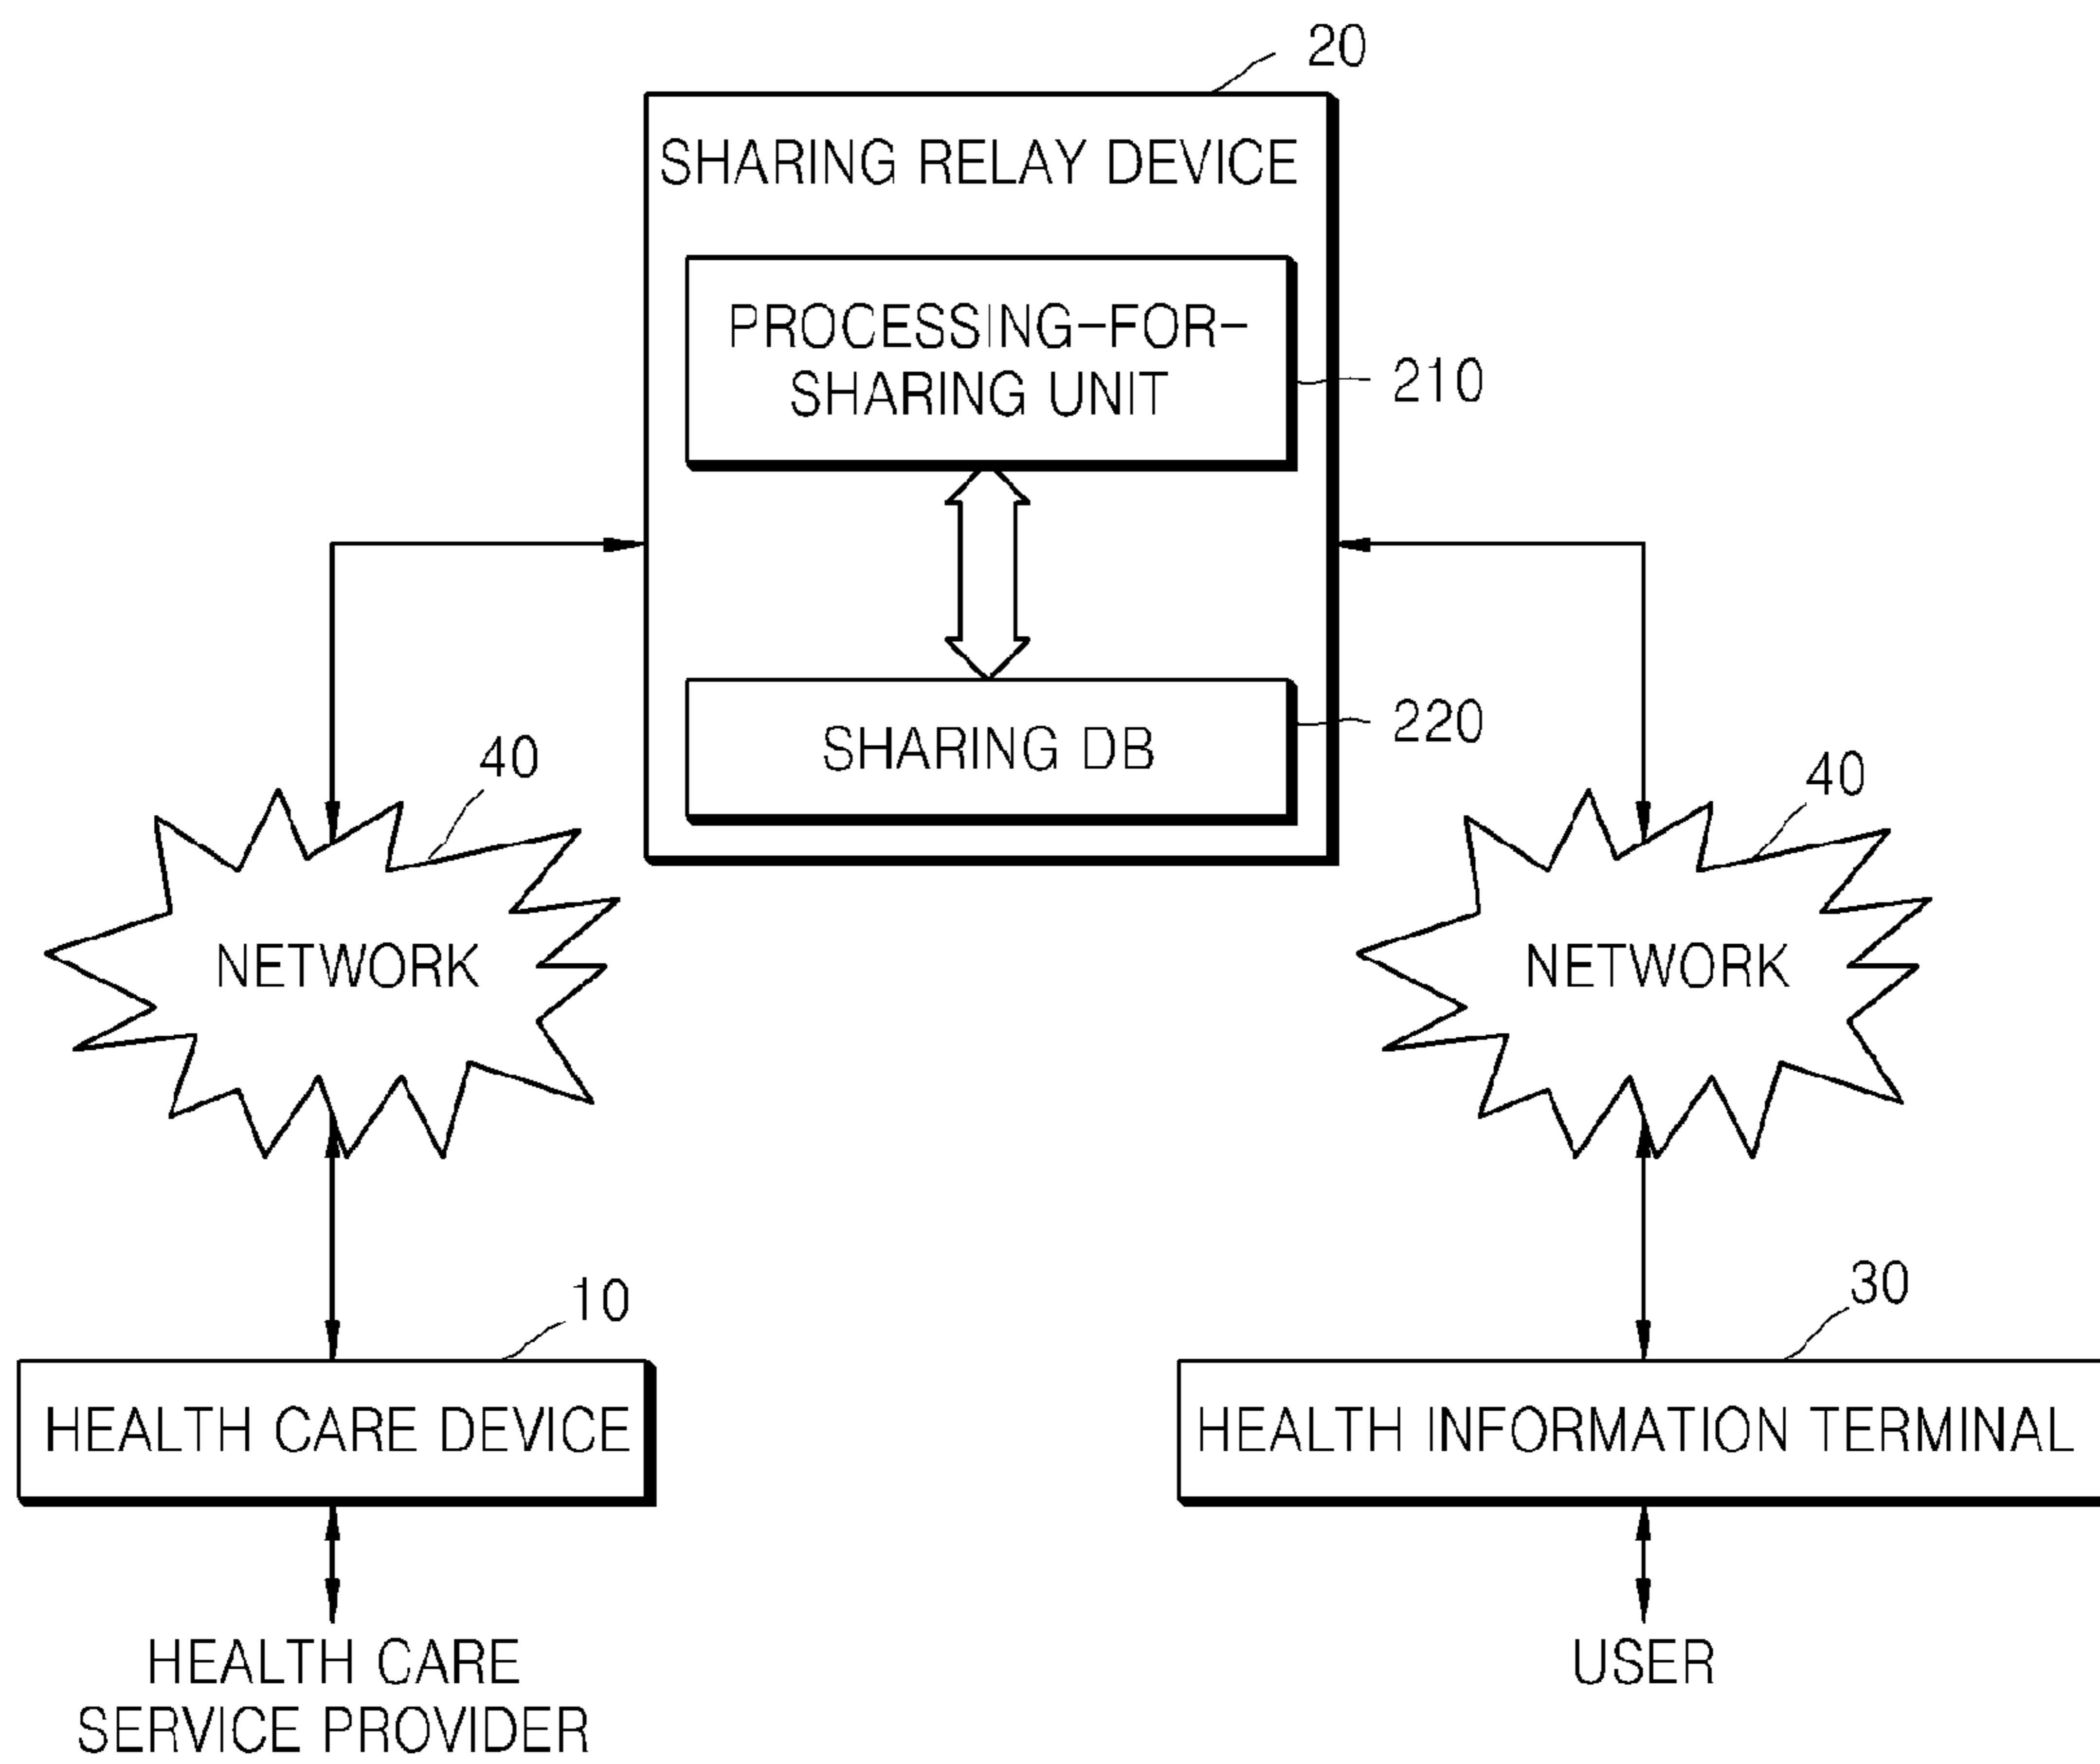 20
SHARING RELAY DEVICE
PROCESSING-FOR-
SHARING UNIT
210
SHARING DB
220
40
40
NETWORK
NETWORK
10
30
HEALTH CARE DEVICE
HEALTH INFORMATION TERMINAL
HEALTH CARE
SERVICE PROVIDER
USER